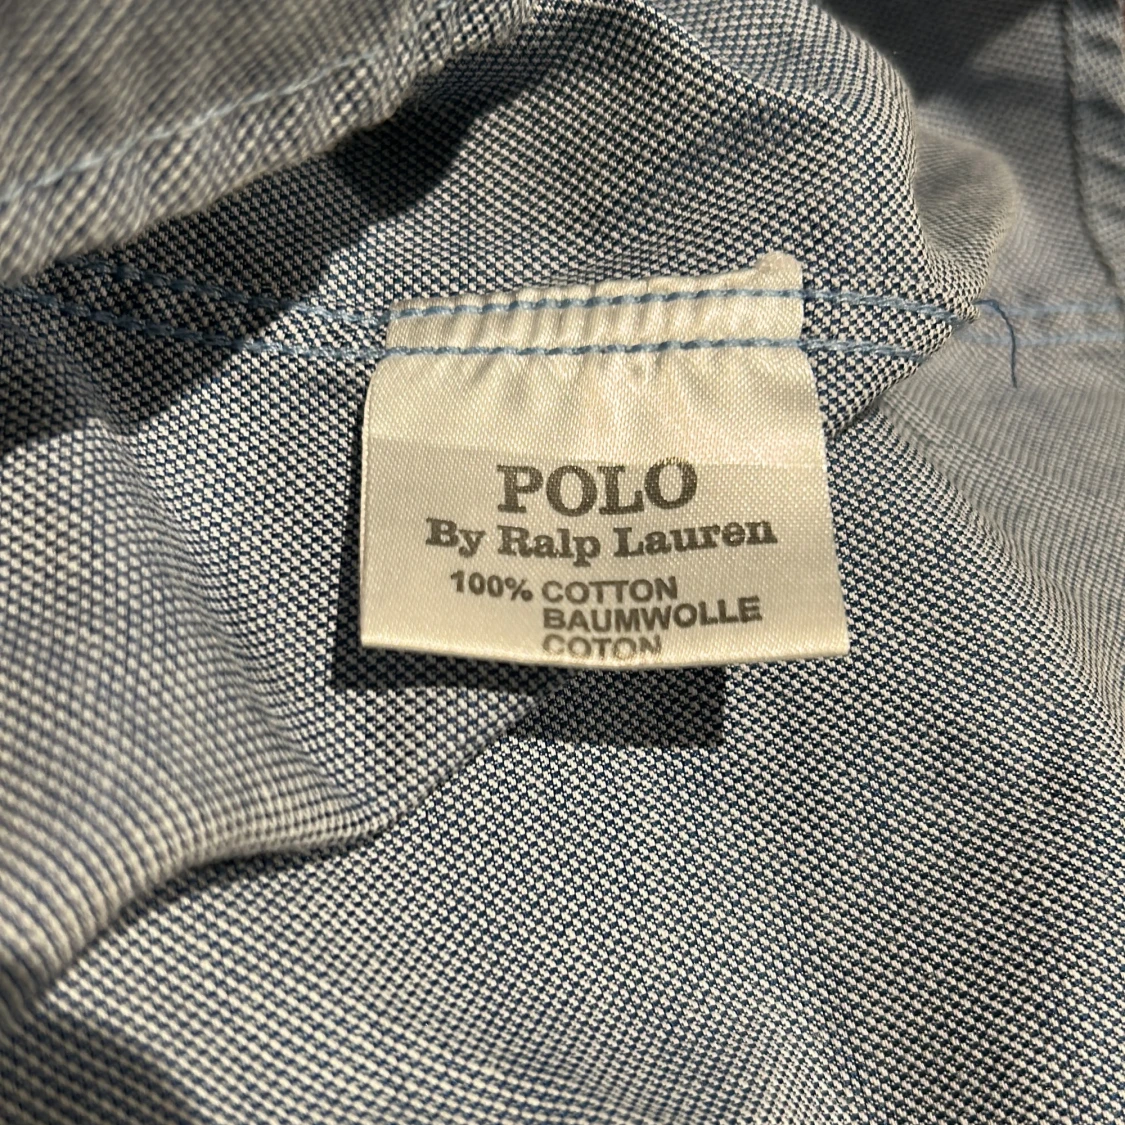 POLO
By Ralp Lauren
100% COTTON
BAUMWOLLE
COTON